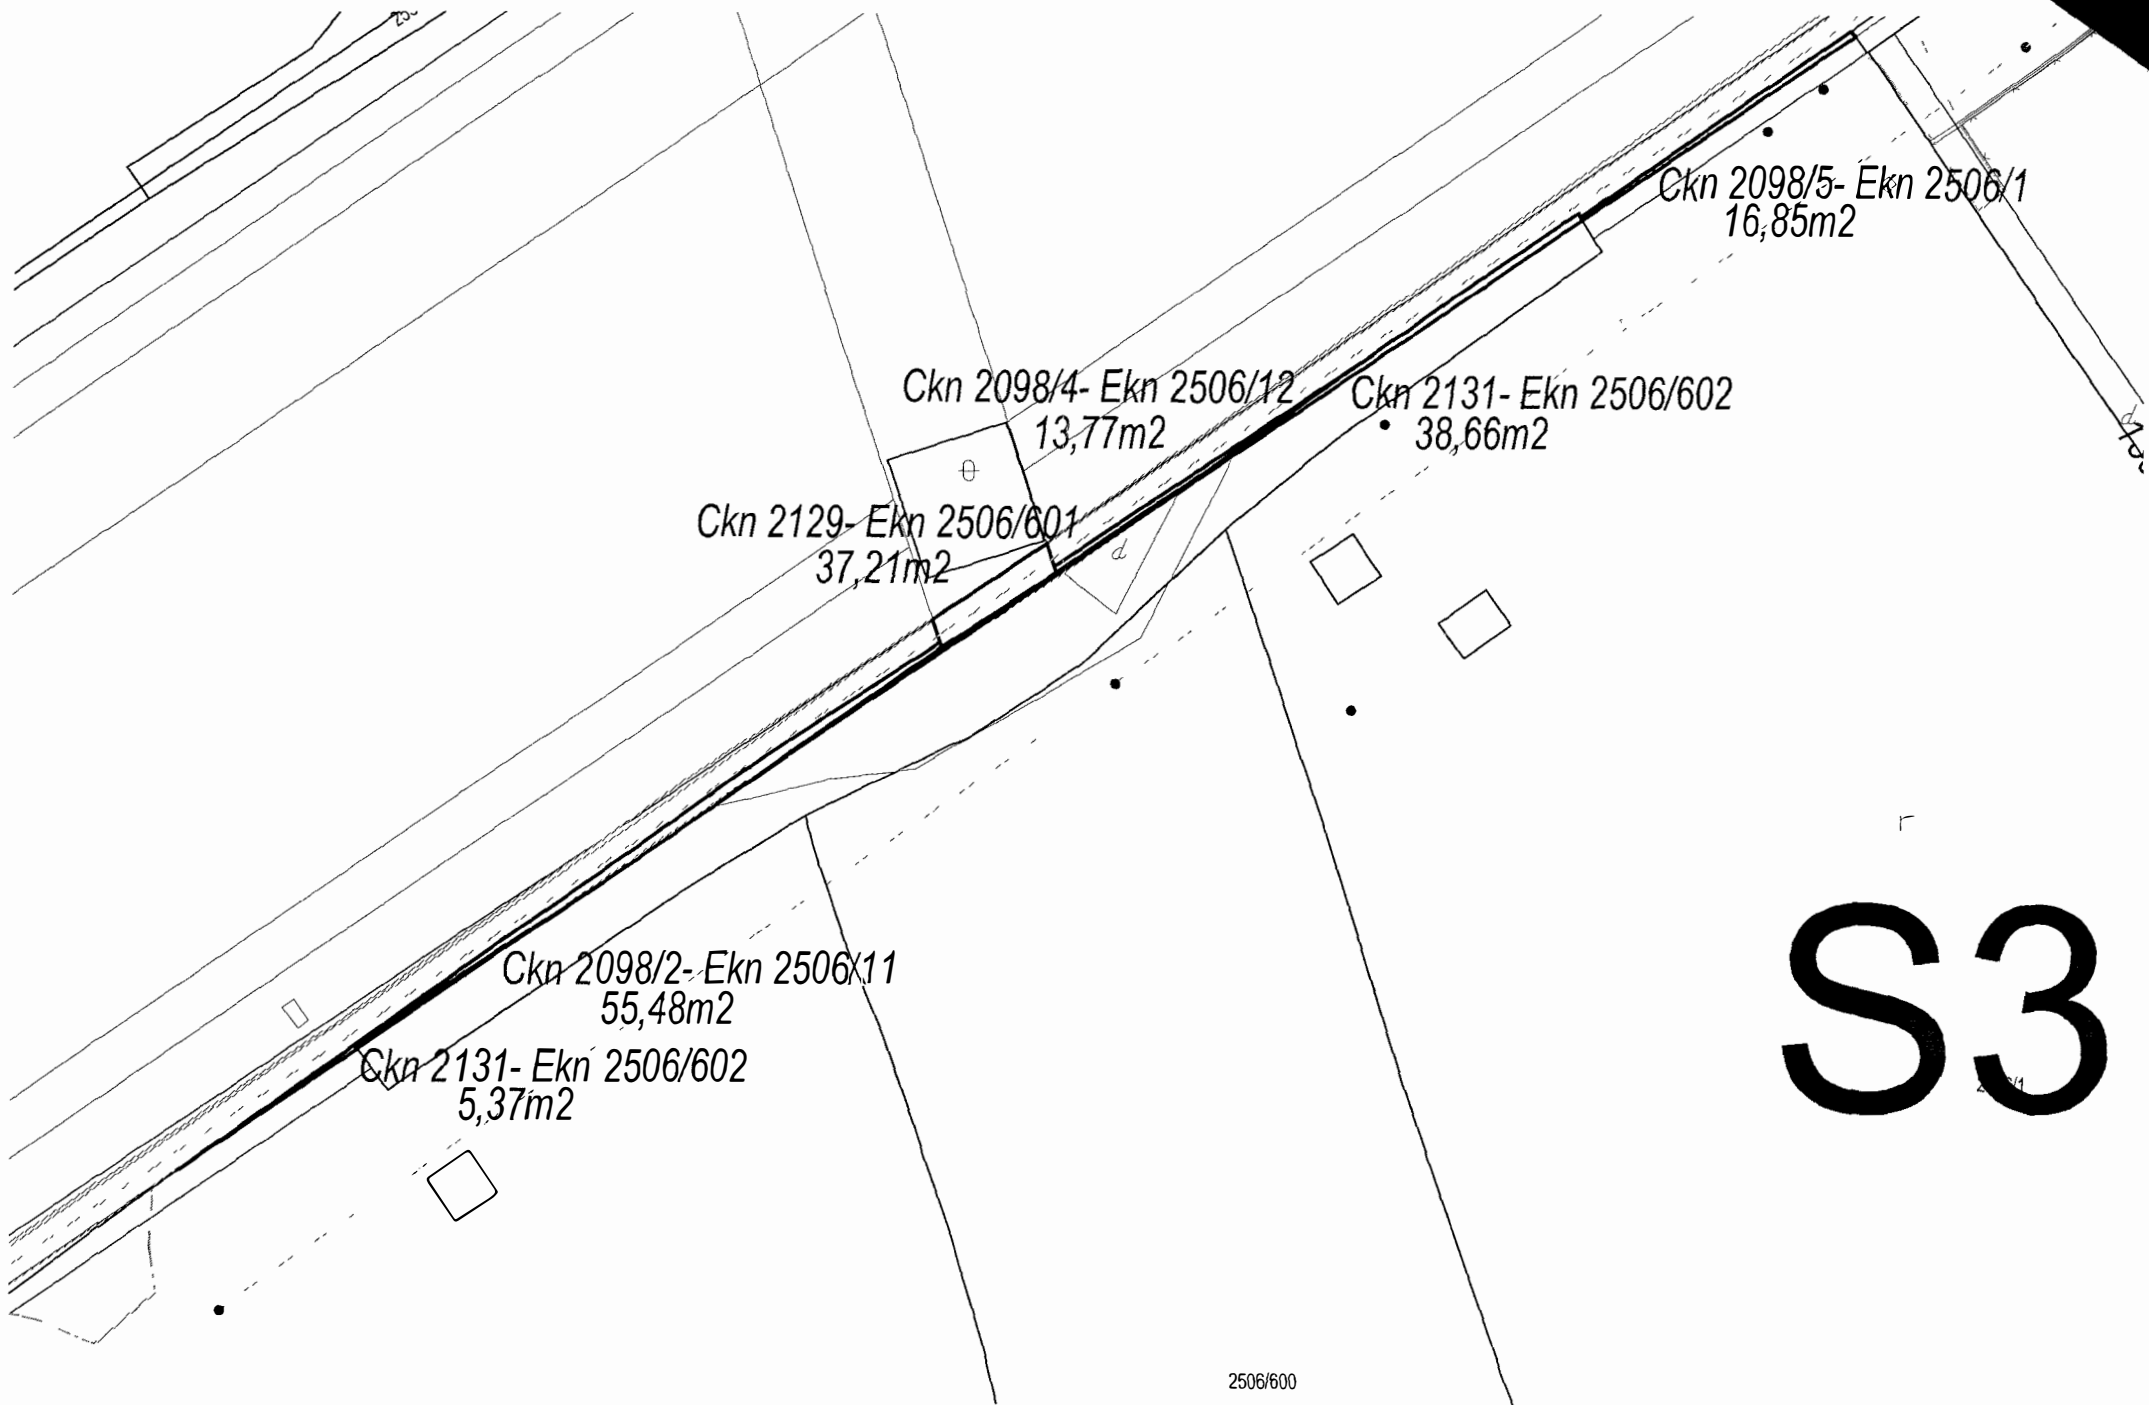 Ckn 2098/5- Ekn 2506/1
16,85m2
Ckn 2098/4- Ekn 2506/12
13,77m2
Ckn 2131- Ekn 2506/602
38,66m2
θ
Ckn 2129- Ekn 2506/601
37,21m2
d
d
r
S3
Ckn 2098/2- Ekn 2506/11
55,48m2
Ckn 2131- Ekn 2506/602
5,37m2
2506/600